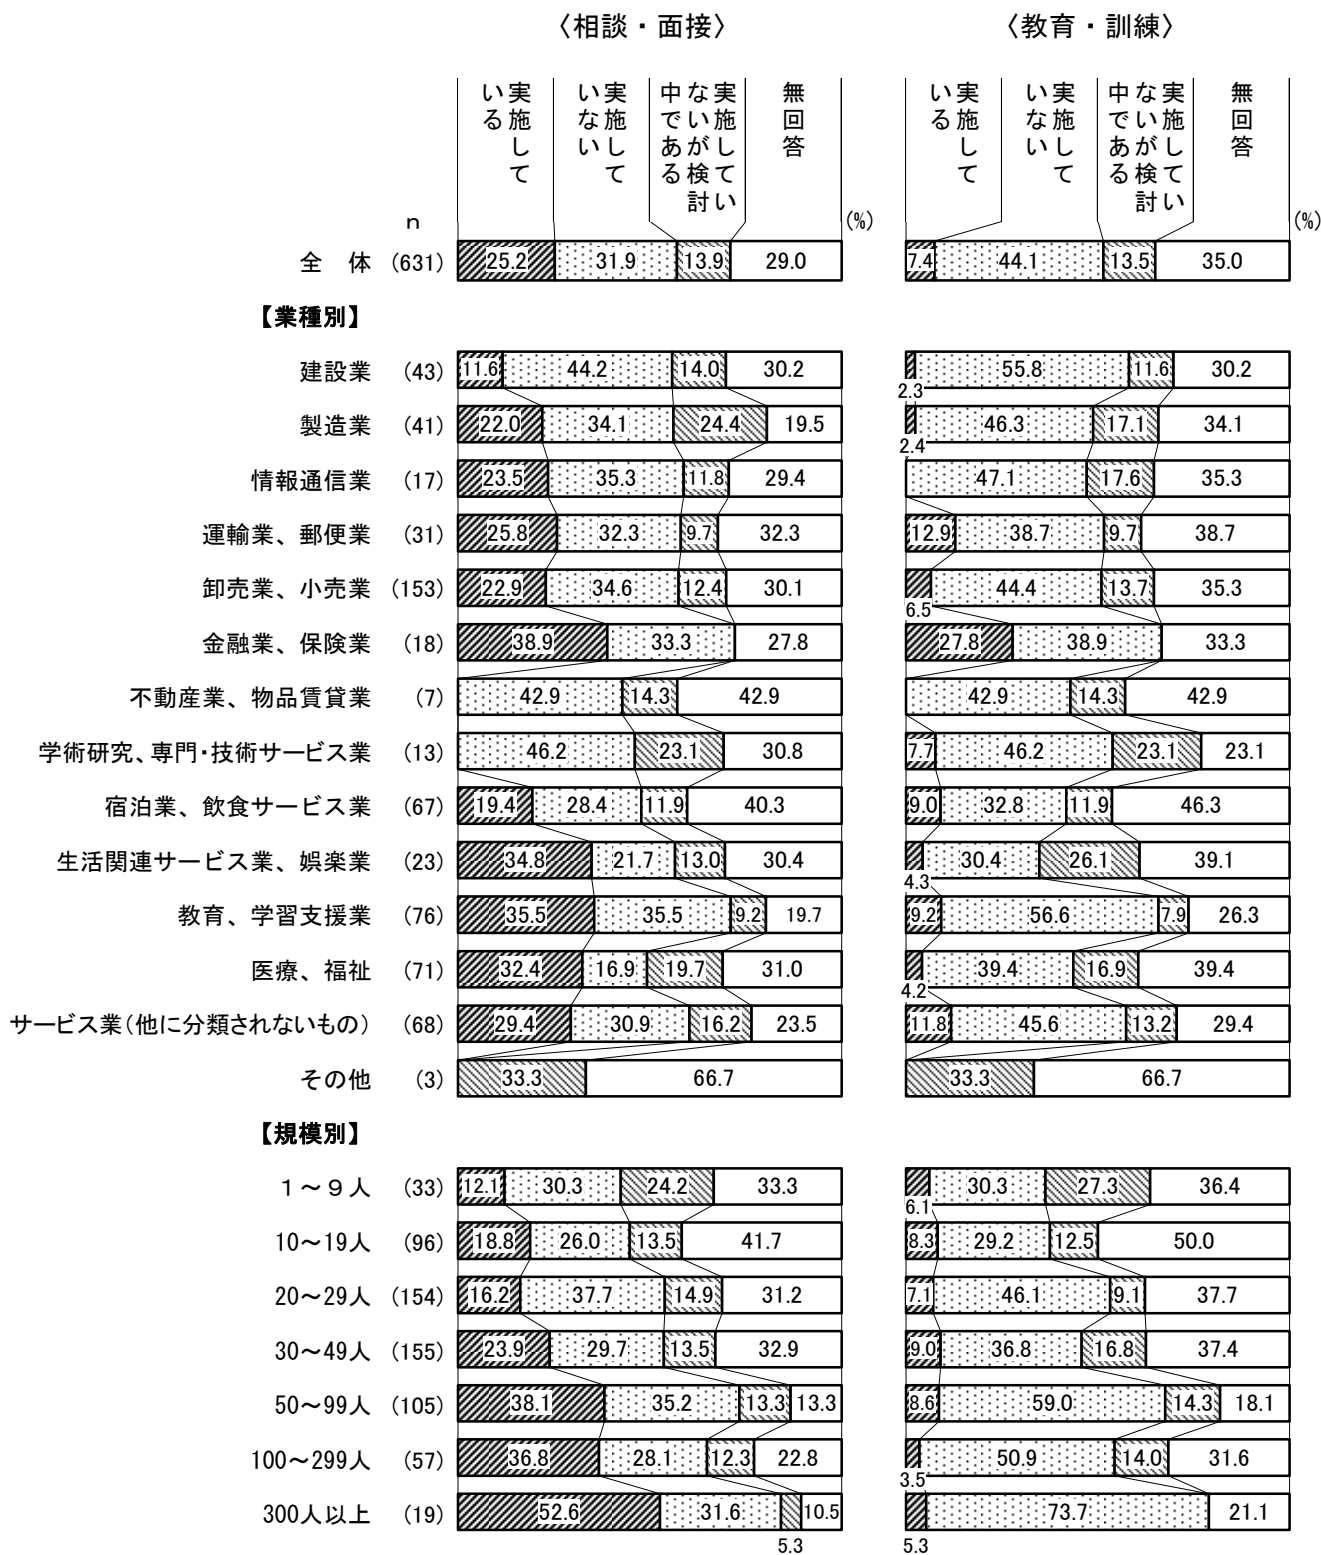 〈相談・面接〉 〈教育・訓練〉
実施している 実施していない 実施していないが検討中である 無回答 実施している 実施していない 実施していないが検討中である 無回答
n (%) (%)
全　体 (631) 25.2 31.9 13.9 29.0 7.4 44.1 13.5 35.0
【業種別】
建設業 (43) 11.6 44.2 14.0 30.2 2.3 55.8 11.6 30.2
製造業 (41) 22.0 34.1 24.4 19.5 2.4 46.3 17.1 34.1
情報通信業 (17) 23.5 35.3 11.8 29.4 47.1 17.6 35.3
運輸業、郵便業 (31) 25.8 32.3 9.7 32.3 12.9 38.7 9.7 38.7
卸売業、小売業 (153) 22.9 34.6 12.4 30.1 6.5 44.4 13.7 35.3
金融業、保険業 (18) 38.9 33.3 27.8 27.8 38.9 33.3
不動産業、物品賃貸業 (7) 42.9 14.3 42.9 42.9 14.3 42.9
学術研究、専門・技術サービス業 (13) 46.2 23.1 30.8 7.7 46.2 23.1 23.1
宿泊業、飲食サービス業 (67) 19.4 28.4 11.9 40.3 9.0 32.8 11.9 46.3
生活関連サービス業、娯楽業 (23) 34.8 21.7 13.0 30.4 4.3 30.4 26.1 39.1
教育、学習支援業 (76) 35.5 35.5 9.2 19.7 9.2 56.6 7.9 26.3
医療、福祉 (71) 32.4 16.9 19.7 31.0 4.2 39.4 16.9 39.4
サービス業（他に分類されないもの） (68) 29.4 30.9 16.2 23.5 11.8 45.6 13.2 29.4
その他 (3) 33.3 66.7 33.3 66.7
【規模別】
１～９人 (33) 12.1 30.3 24.2 33.3 6.1 30.3 27.3 36.4
10～19人 (96) 18.8 26.0 13.5 41.7 8.3 29.2 12.5 50.0
20～29人 (154) 16.2 37.7 14.9 31.2 7.1 46.1 9.1 37.7
30～49人 (155) 23.9 29.7 13.5 32.9 9.0 36.8 16.8 37.4
50～99人 (105) 38.1 35.2 13.3 13.3 8.6 59.0 14.3 18.1
100～299人 (57) 36.8 28.1 12.3 22.8 3.5 50.9 14.0 31.6
300人以上 (19) 52.6 31.6 5.3 10.5 5.3 73.7 21.1